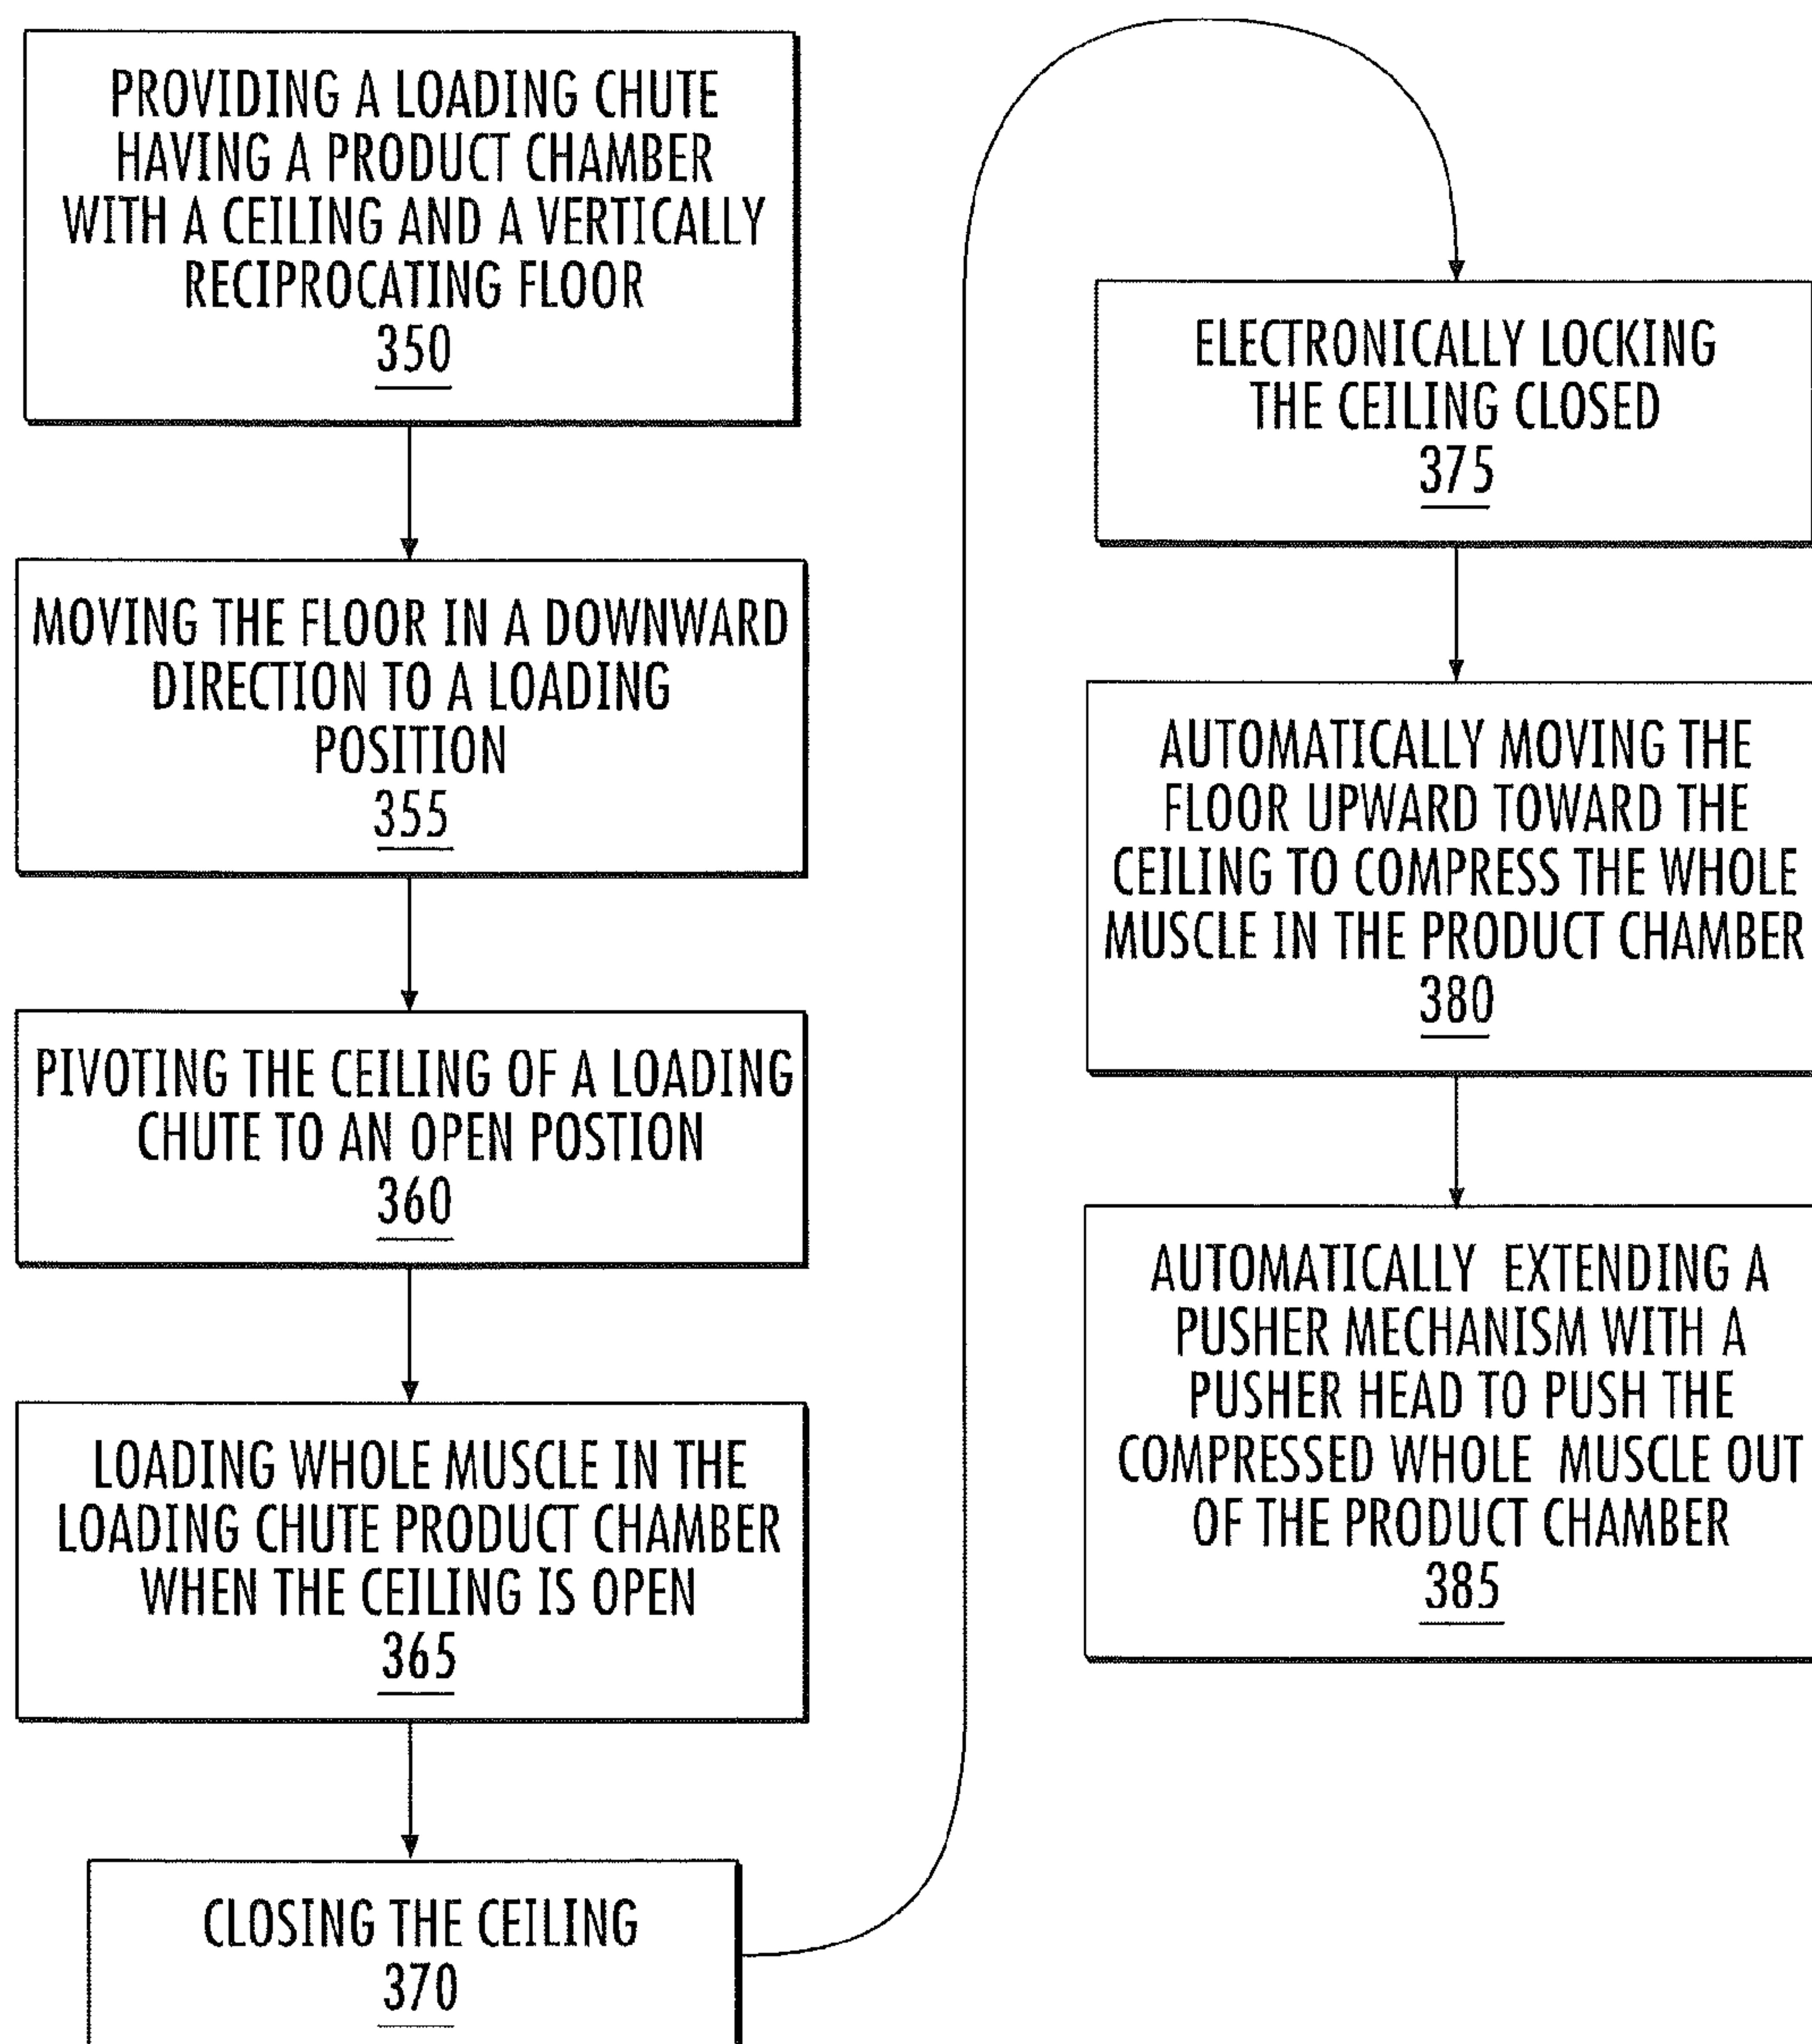 PROVIDING A LOADING CHUTE
HAVING A PRODUCT CHAMBER
WITH A CEILING AND A VERTICALLY
RECIPROCATING FLOOR
350
MOVING THE FLOOR IN A DOWNWARD
DIRECTION TO A LOADING
POSITION
355
PIVOTING THE CEILING OF A LOADING
CHUTE TO AN OPEN POSTION
360
LOADING WHOLE MUSCLE IN THE
LOADING CHUTE PRODUCT CHAMBER
WHEN THE CEILING IS OPEN
365
CLOSING THE CEILING
370
ELECTRONICALLY LOCKING
THE CEILING CLOSED
375
AUTOMATICALLY MOVING THE
FLOOR UPWARD TOWARD THE
CEILING TO COMPRESS THE WHOLE
MUSCLE IN THE PRODUCT CHAMBER
380
AUTOMATICALLY EXTENDING A
PUSHER MECHANISM WITH A
PUSHER HEAD TO PUSH THE
COMPRESSED WHOLE MUSCLE OUT
OF THE PRODUCT CHAMBER
385